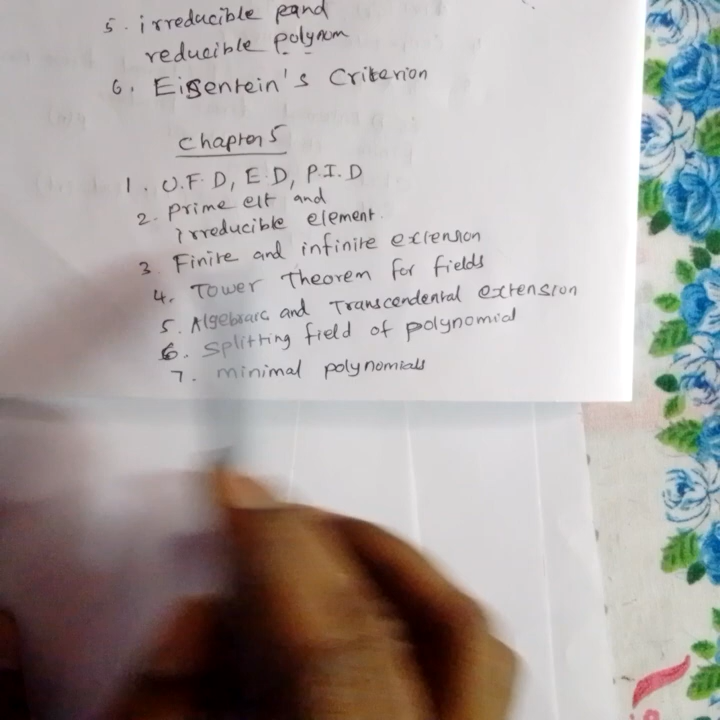 5. irreducible and
reducible polynom
6. Eisentein's Criterion
Chapter 5
1. U.F.D, E.D, P.I.D
2. Prime elt and
irreducible element.
3. Finite and infinite extension
4. Tower Theorem for fields
5. Algebraic and Transcendental extension
6. Splitting field of polynomial
7. minimal polynomials